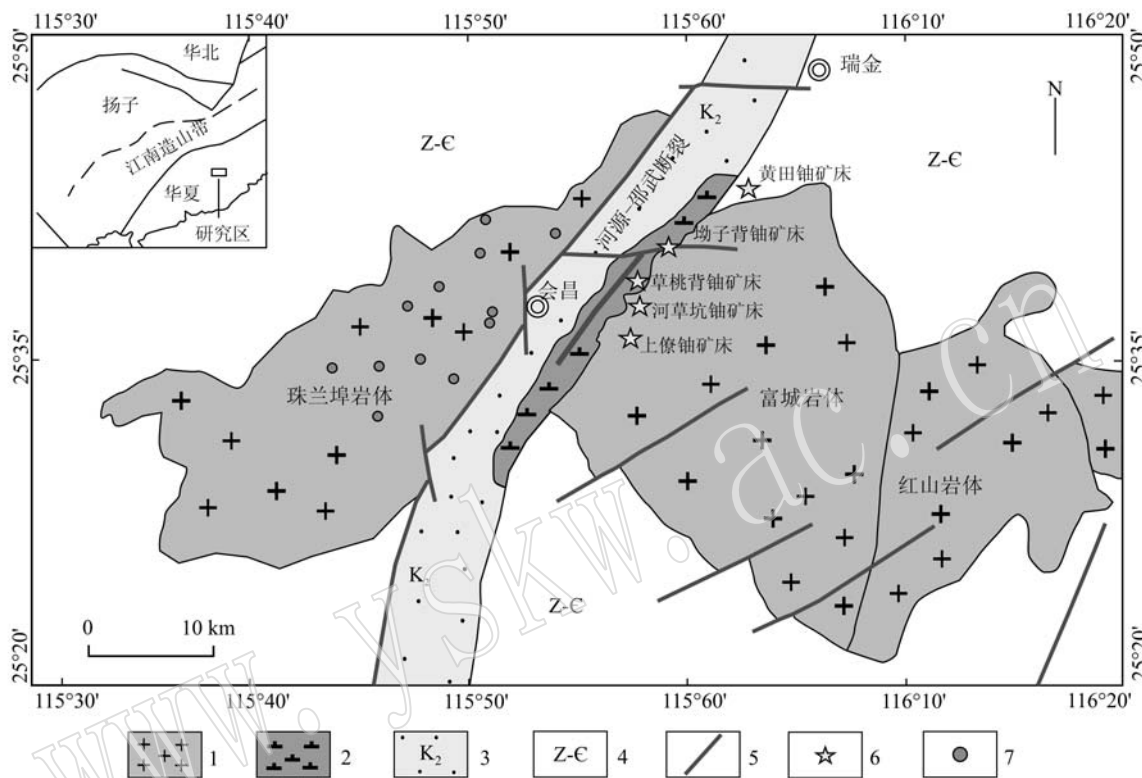 115°30′ 115°40′ 115°50′ 115°60′ 116°10′ 116°20′
25°50′ 25°50′
华北
扬子
江南造山带
华夏
研究区
瑞金
N
K₂
Z-Є
Z-Є
河源–邵武断裂
黄田铀矿床
坳子背铀矿床
草桃背铀矿床
会昌
河草坑铀矿床
上僚铀矿床
25°35′ 25°35′
珠兰埠岩体
富城岩体
红山岩体
K₂
Z-Є
0 10 km
25°20′ 25°20′
115°30′ 115°40′ 115°50′ 115°60′ 116°10′ 116°20′
1 2 K₂ 3 Z-Є 4 5 6 7
www.yskw.ac.cn